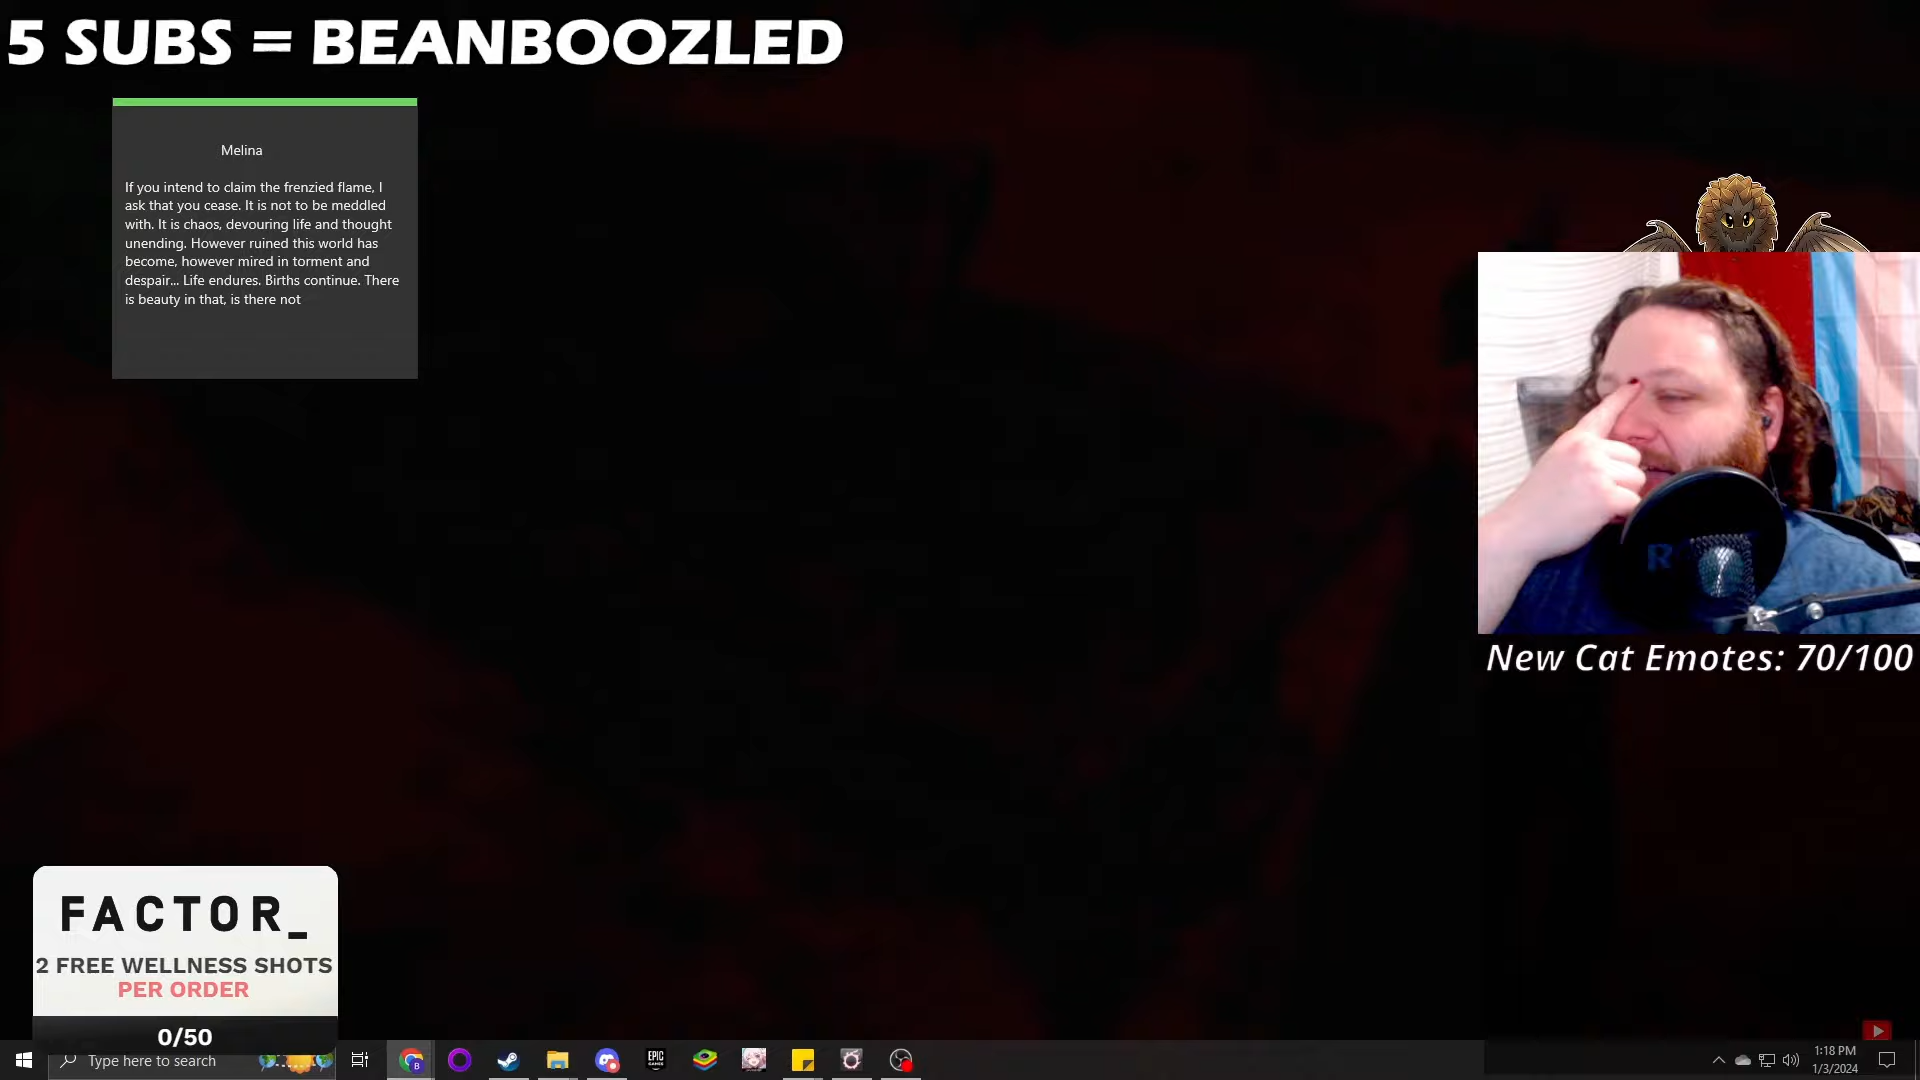 5 SUBS = BEANBOOZLED
Melina
If you intend to claim the frenzied flame, I
ask that you cease. It is not to be meddled
with. It is chaos, devouring life and thought
unending. However ruined this world has
become, however mired in torment and
despair... Life endures. Births continue. There
is beauty in that, is there not
R
New Cat Emotes: 70/100
FACTOR_
2 FREE WELLNESS SHOTS
PER ORDER
0/50
Type here to search
B
EPIC
GAMES
1:18 PM
1/3/2024